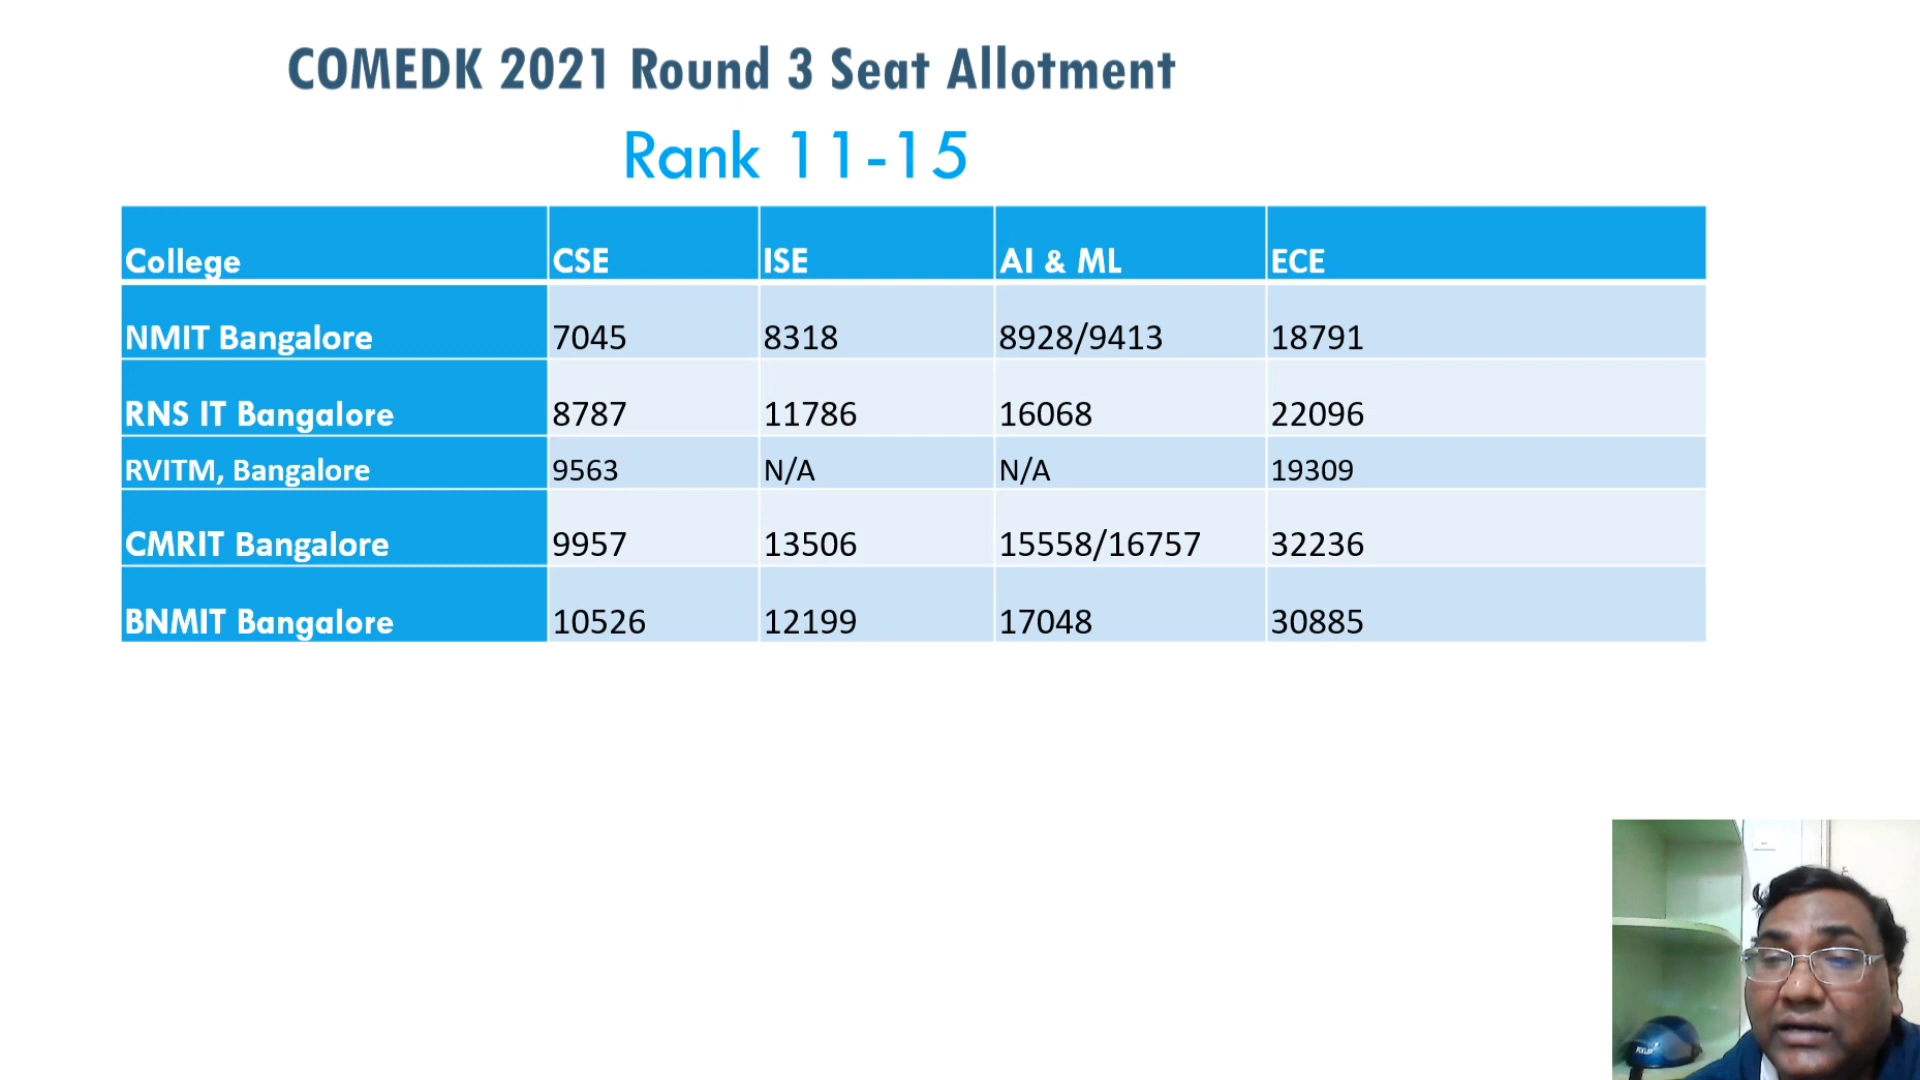 COMEDK 2021 Round 3 Seat Allotment
Rank 11-15
College CSE ISE AI & ML ECE
NMIT Bangalore 7045 8318 8928/9413 18791
RNS IT Bangalore 8787 11786 16068 22096
RVITM, Bangalore 9563 N/A N/A 19309
CMRIT Bangalore 9957 13506 15558/16757 32236
BNMIT Bangalore 10526 12199 17048 30885